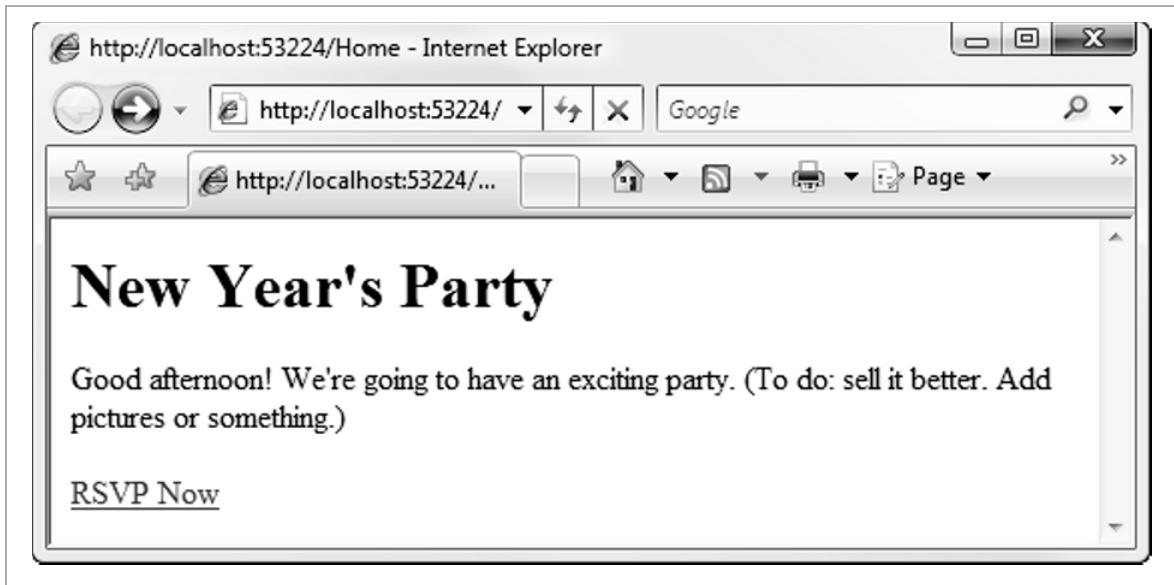 http://localhost:53224/Home - Internet Explorer
http://localhost:53224/ Google
http://localhost:53224/... Page
New Year's Party
Good afternoon! We're going to have an exciting party. (To do: sell it better. Add
pictures or something.)
RSVP Now